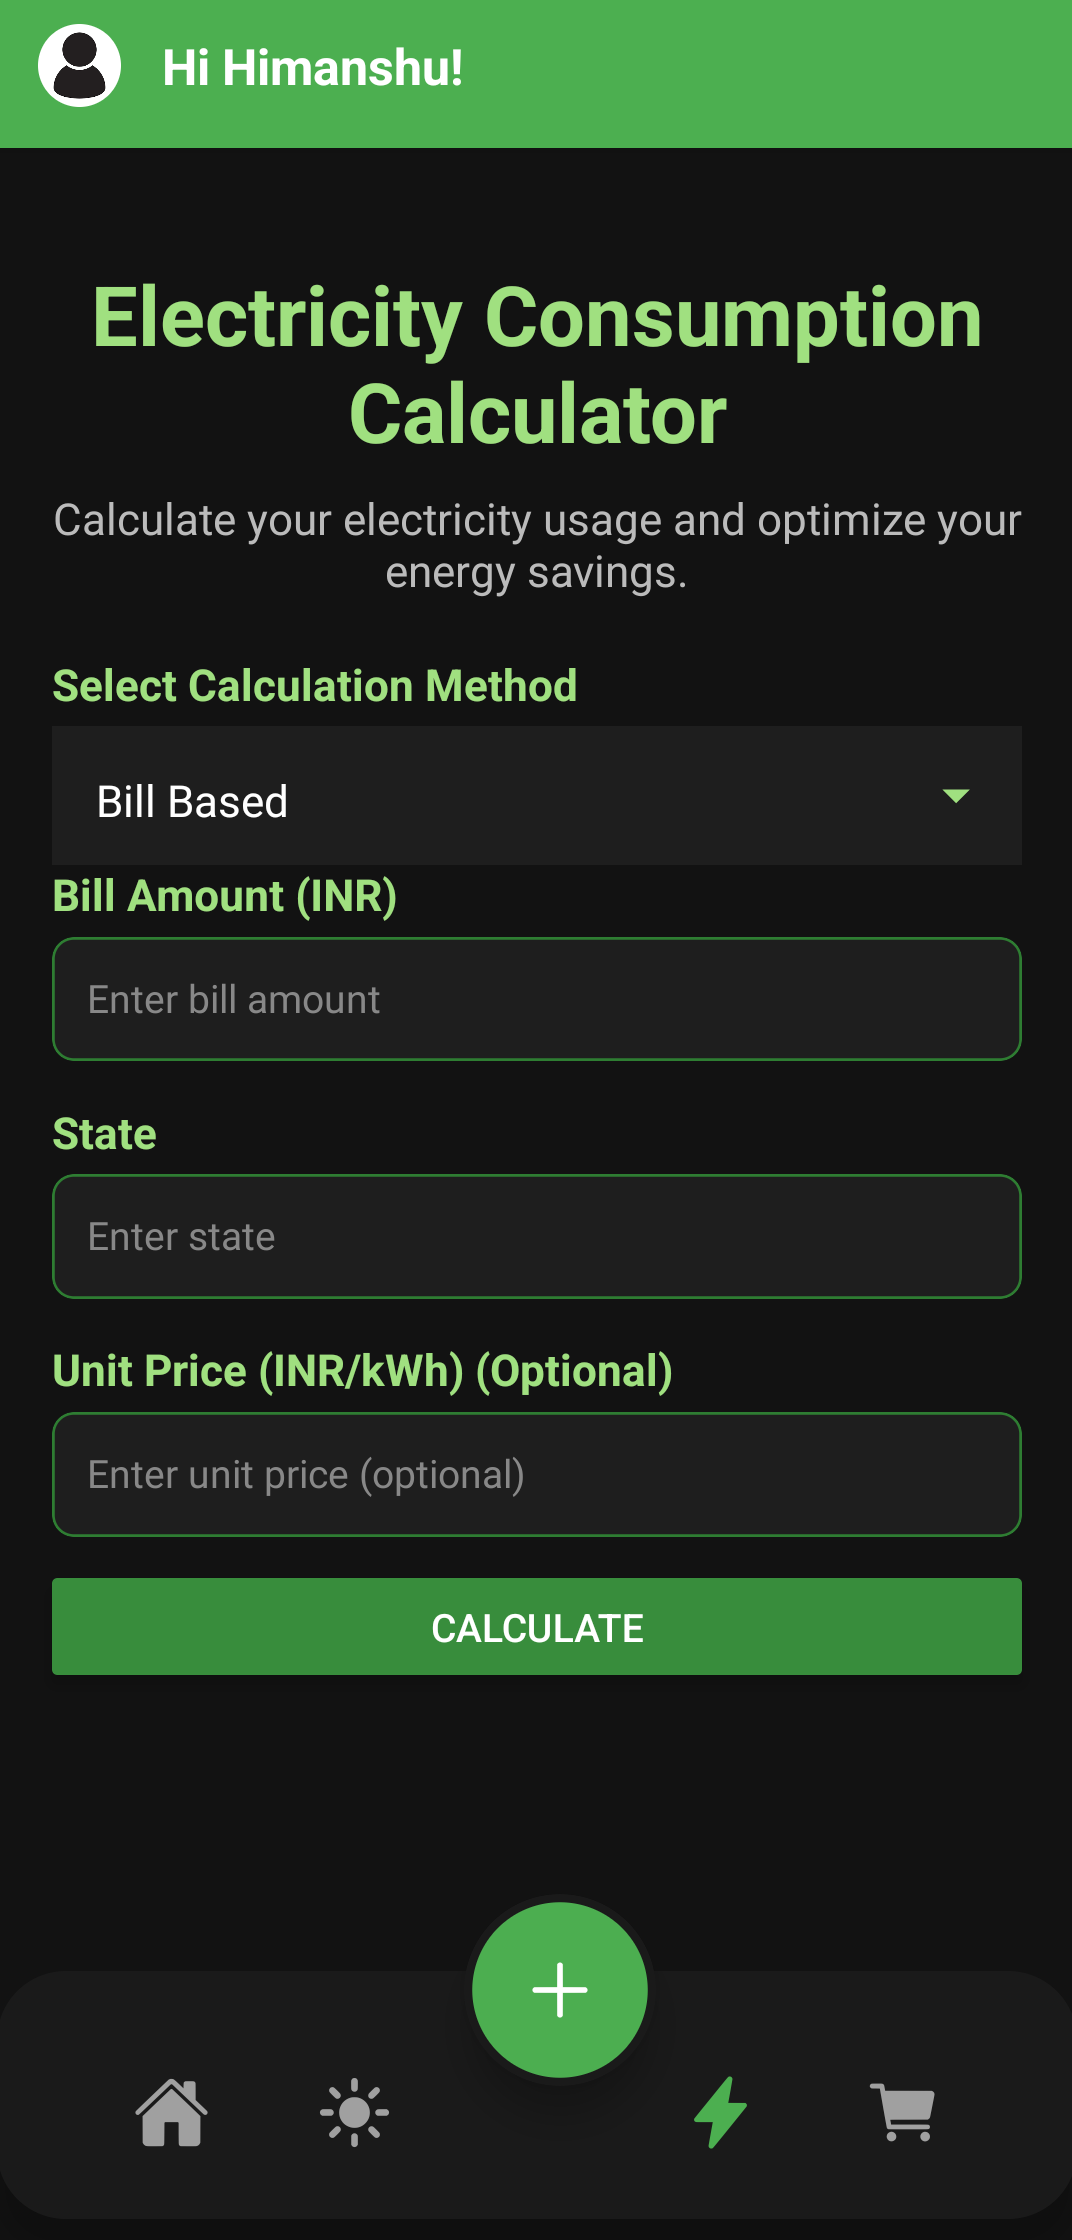 Hi Himanshu!
Electricity Consumption
Calculator
Calculate your electricity usage and optimize your
energy savings.
Select Calculation Method
Bill Based
Bill Amount (INR)
Enter bill amount
State
Enter state
Unit Price (INR/kWh) (Optional)
Enter unit price (optional)
CALCULATE